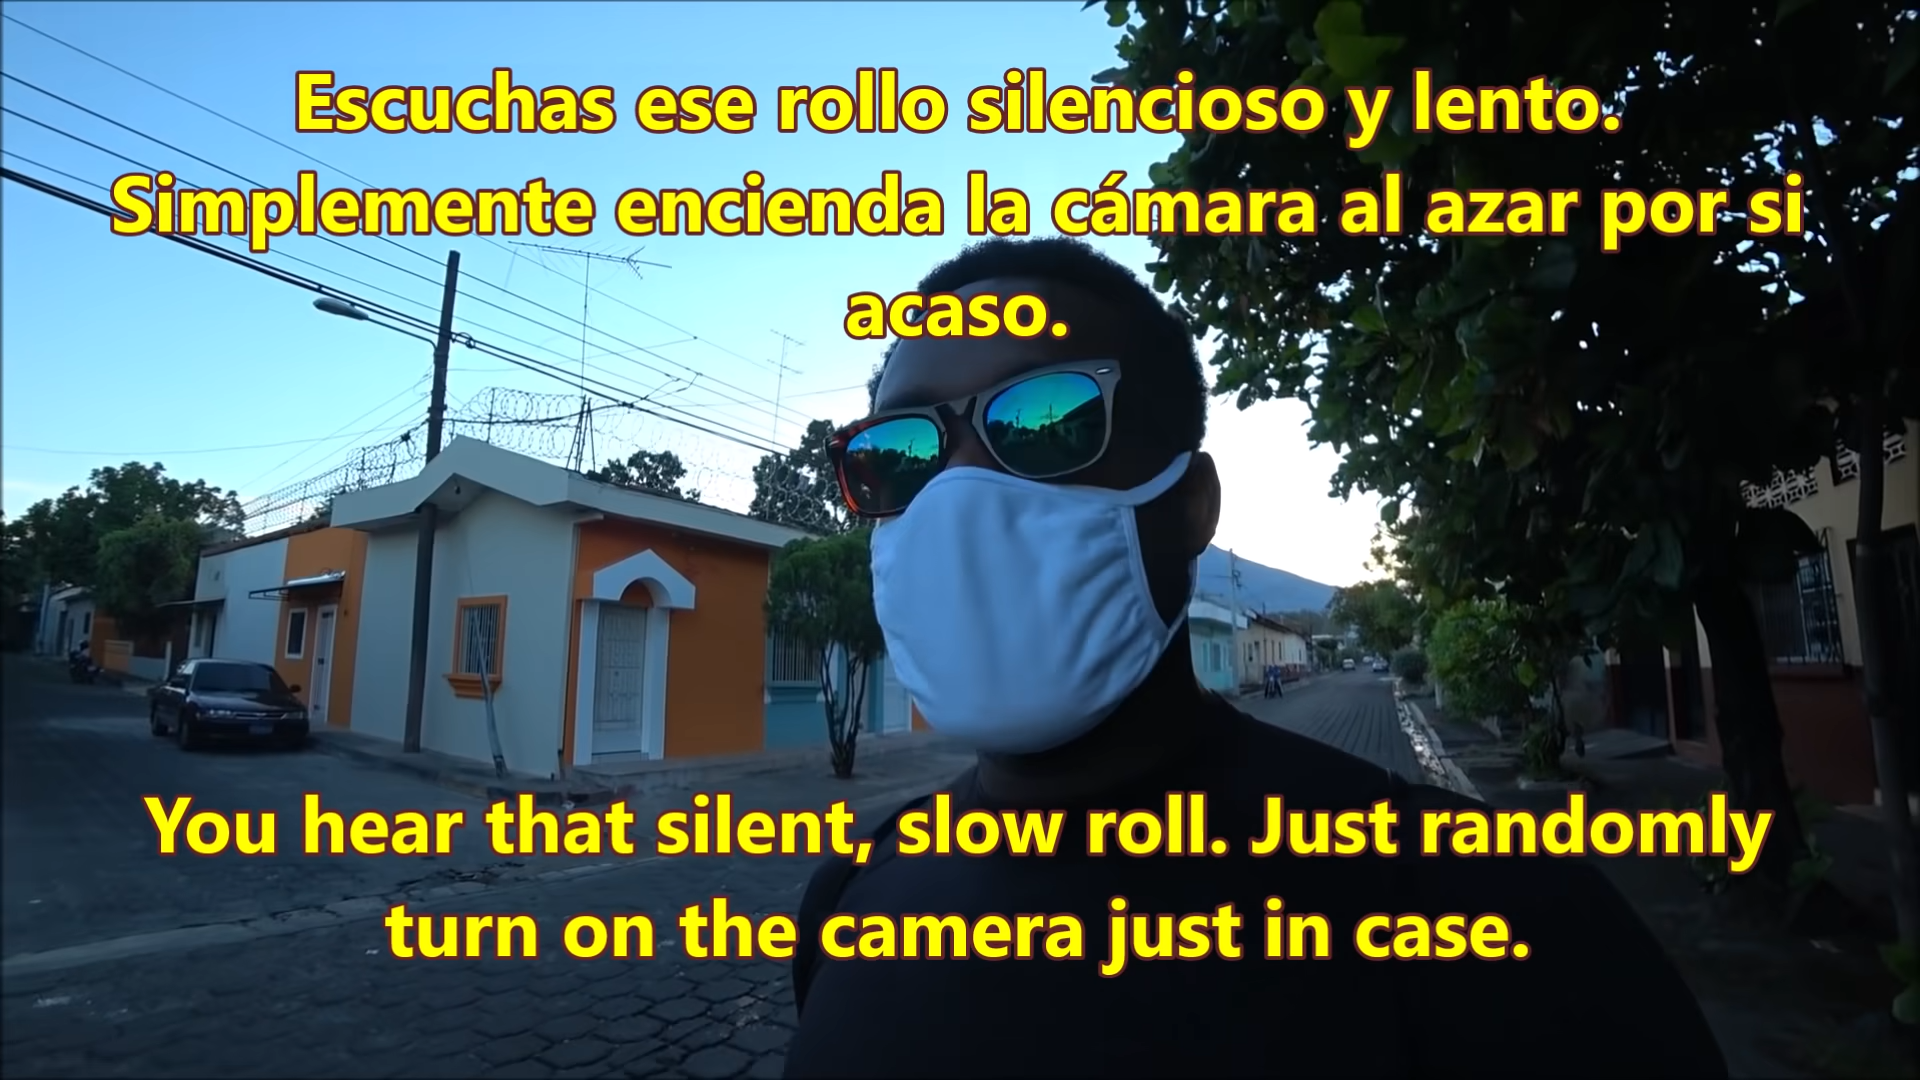 Escuchas ese rollo silencioso y lento.
Simplemente encienda la cámara al azar por si
acaso.
You hear that silent, slow roll. Just randomly
turn on the camera just in case.